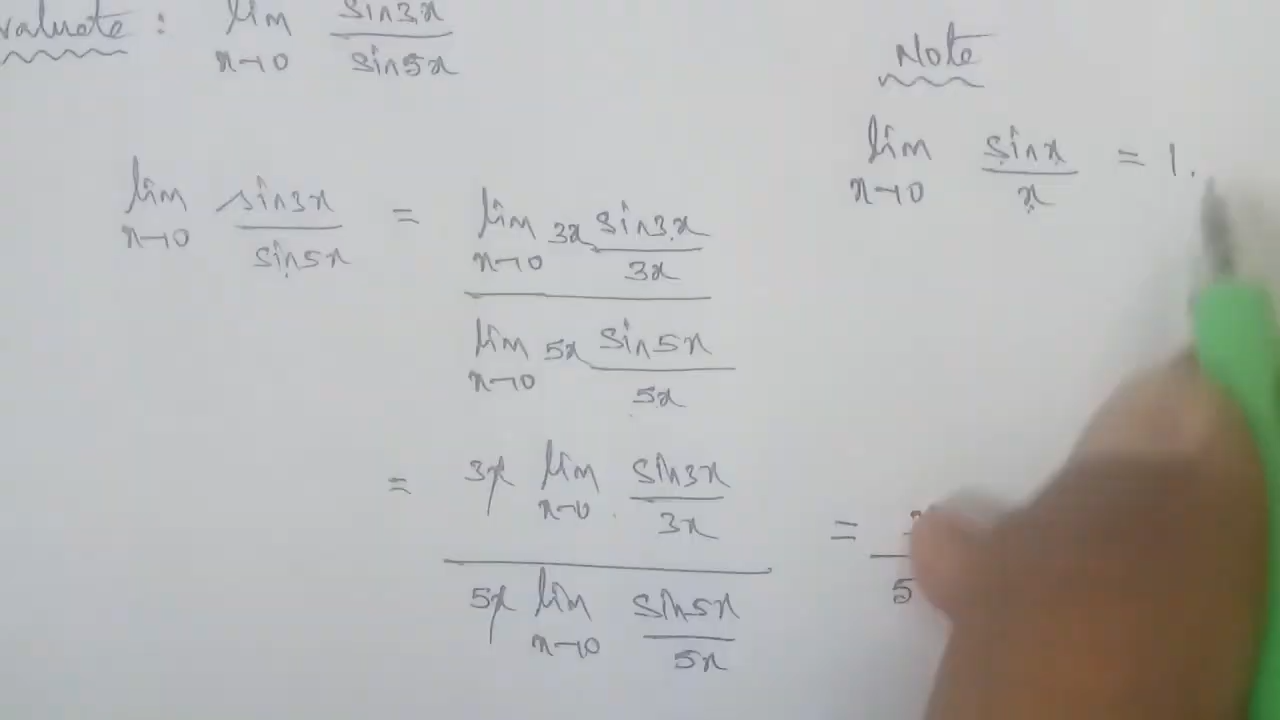 valuate : lim x→0 sin3x / sin5x
Note
lim x→0 sinx / x = 1.
lim x→0 sin3x / sin5x = lim x→0 3x sin3x / 3x
lim x→0 5x sin5x / 5x
= 3x lim x→0 sin3x / 3x
5x lim x→0 sin5x / 5x
= 5